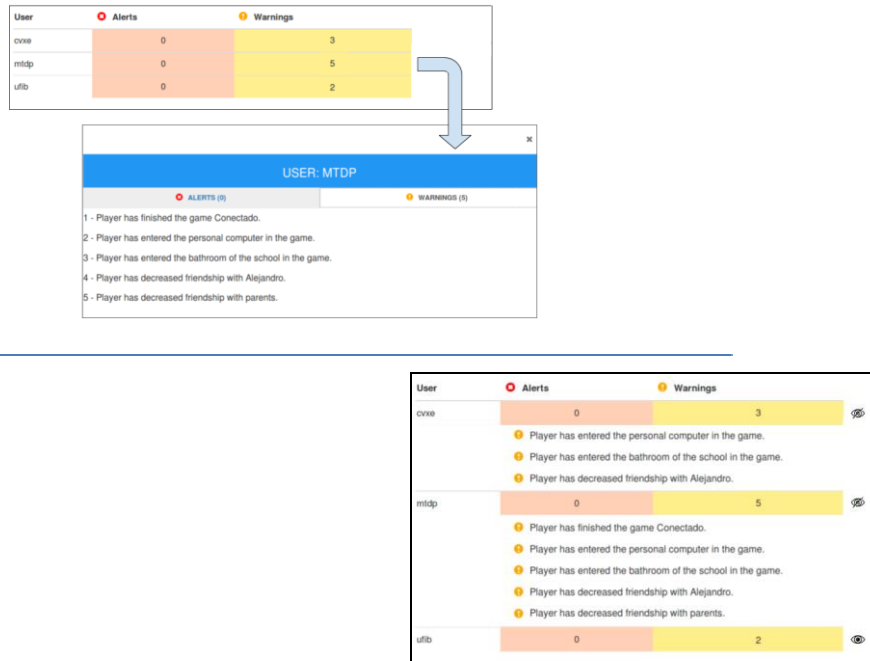 User Alerts Warnings
cvxe 0 3
mtdp 0 5
ufib 0 2
USER: MTDP
ALERTS (0) WARNINGS (5)
1 - Player has finished the game Conectado.
2 - Player has entered the personal computer in the game.
3 - Player has entered the bathroom of the school in the game.
4 - Player has decreased friendship with Alejandro.
5 - Player has decreased friendship with parents.
User Alerts Warnings
cvxe 0 3
Player has entered the personal computer in the game.
Player has entered the bathroom of the school in the game.
Player has decreased friendship with Alejandro.
mtdp 0 5
Player has finished the game Conectado.
Player has entered the personal computer in the game.
Player has entered the bathroom of the school in the game.
Player has decreased friendship with Alejandro.
Player has decreased friendship with parents.
ufib 0 2